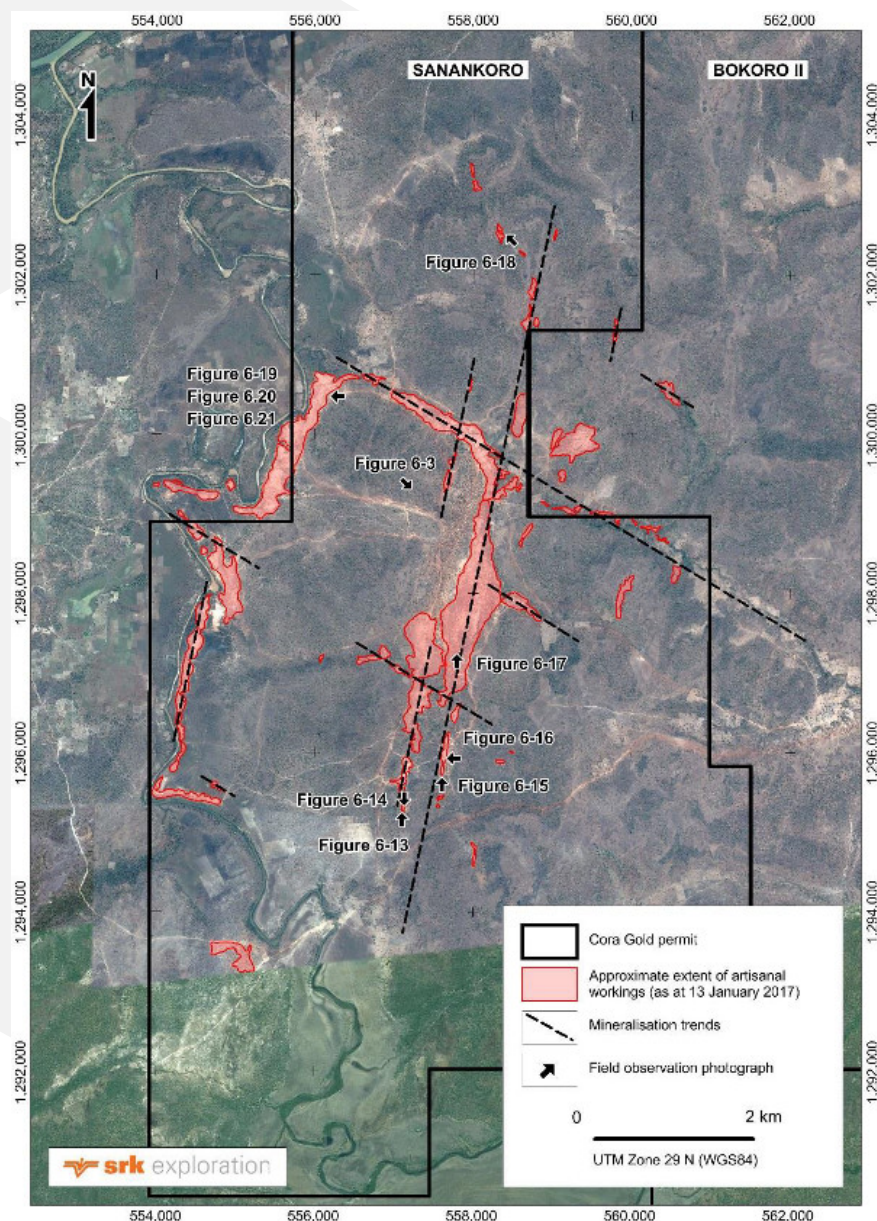 554,000 556,000 558,000 560,000 562,000
SANANKORO
BOKORO II
N
1,304,000 1,304,000
1,302,000 1,302,000
Figure 6-18
Figure 6-19
Figure 6.20
Figure 6.21
1,300,000 1,300,000
Figure 6-3
1,298,000 1,298,000
Figure 6-17
Figure 6-16
1,296,000 1,296,000
Figure 6-15
Figure 6-14
Figure 6-13
1,294,000 1,294,000
Cora Gold permit
Approximate extent of artisanal
workings (as at 13 January 2017)
Mineralisation trends
Field observation photograph
1,292,000 1,292,000
0 2 km
UTM Zone 29 N (WGS84)
srk exploration
554,000 556,000 558,000 560,000 562,000